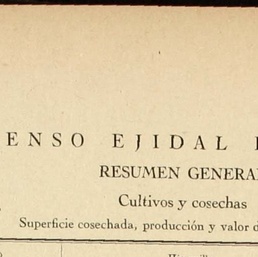 ENSO EJIDAL
RESUMEN GENERA
Cultivos y cosechas
Superficie cosechada, producción y valor d